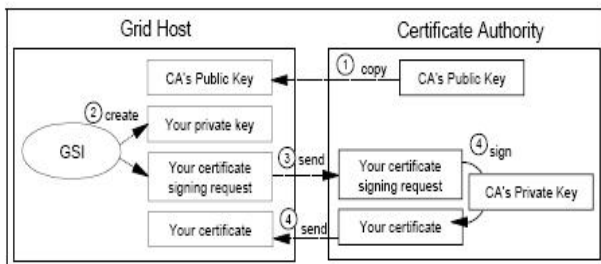 Grid Host
Certificate Authority
CA's Public Key
1 copy
CA's Public Key
2 create
Your private key
GSI
Your certificate
signing request
3 send
Your certificate
signing request
4 sign
CA's Private Key
Your certificate
4 send
Your certificate